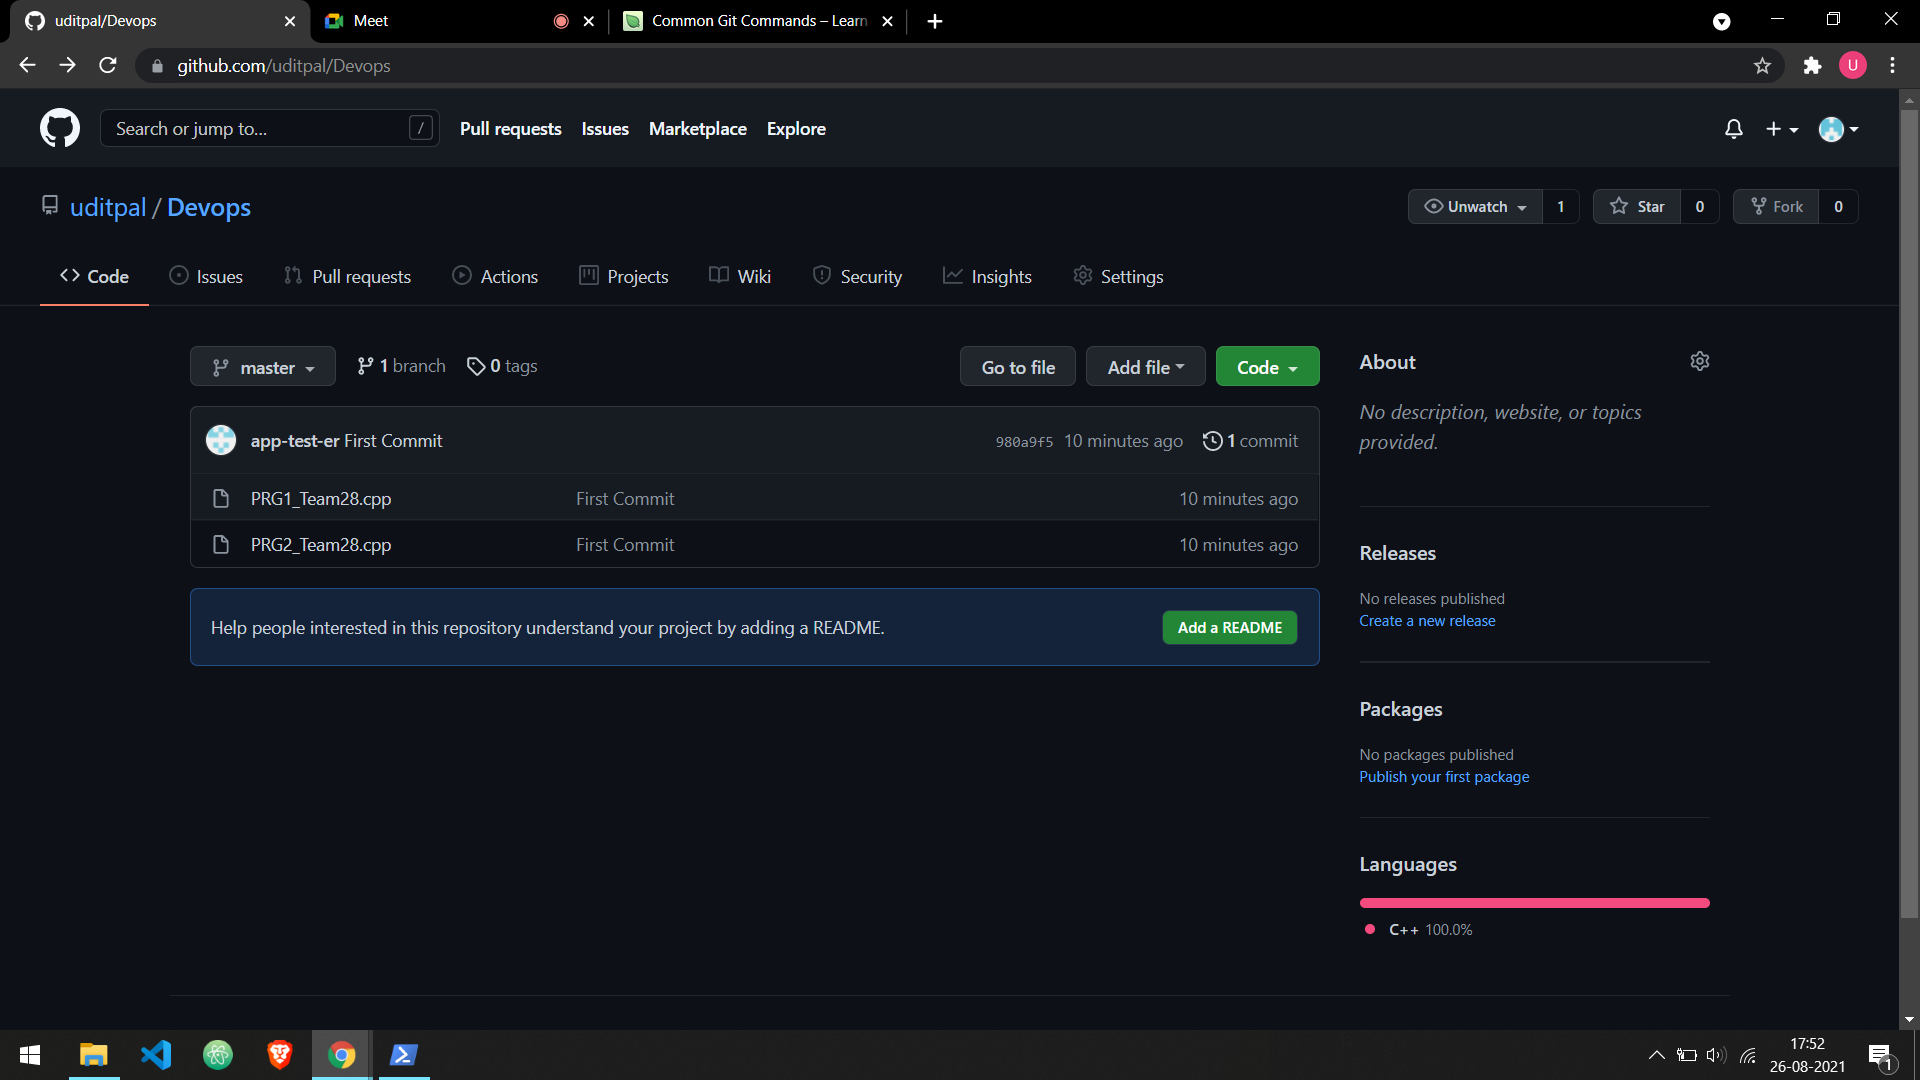 uditpal/Devops
Meet
Common Git Commands – Learn
github.com/uditpal/Devops
U
Search or jump to...
/
Pull requests
Issues
Marketplace
Explore
uditpal / Devops
Unwatch
1
Star
0
Fork
0
Code
Issues
Pull requests
Actions
Projects
Wiki
Security
Insights
Settings
master
1 branch
0 tags
Go to file
Add file
Code
app-test-er First Commit
980a9f5 10 minutes ago
1 commit
PRG1_Team28.cpp
First Commit
10 minutes ago
PRG2_Team28.cpp
First Commit
10 minutes ago
Help people interested in this repository understand your project by adding a README.
Add a README
About
No description, website, or topics
provided.
Releases
No releases published
Create a new release
Packages
No packages published
Publish your first package
Languages
C++ 100.0%
17:52
26-08-2021
1